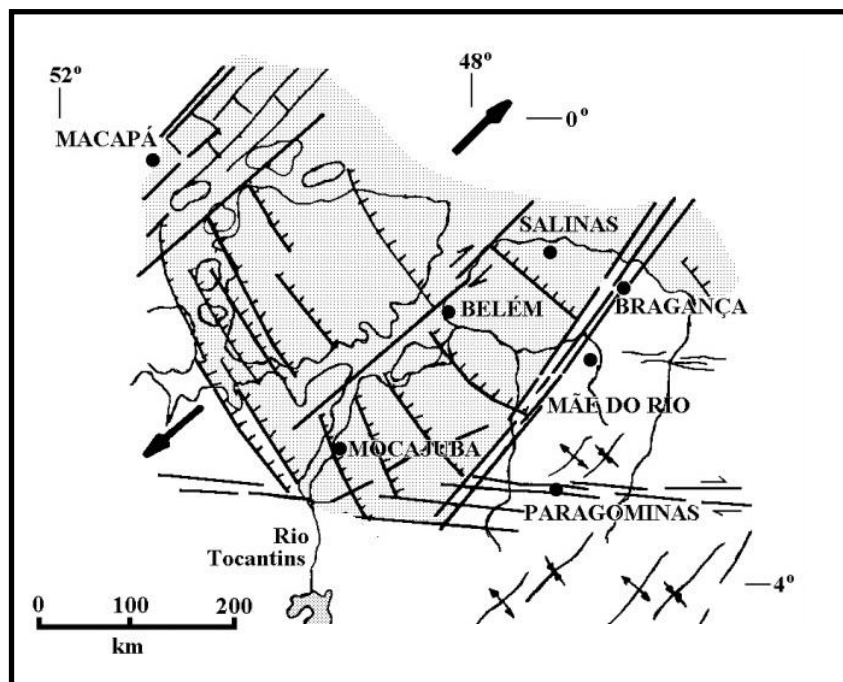 52º
48º
0º
MACAPÁ
SALINAS
BELÉM
BRAGANÇA
MÃE DO RIO
MOCAJUBA
PARAGOMINAS
Rio
Tocantins
4º
0 100 200
km